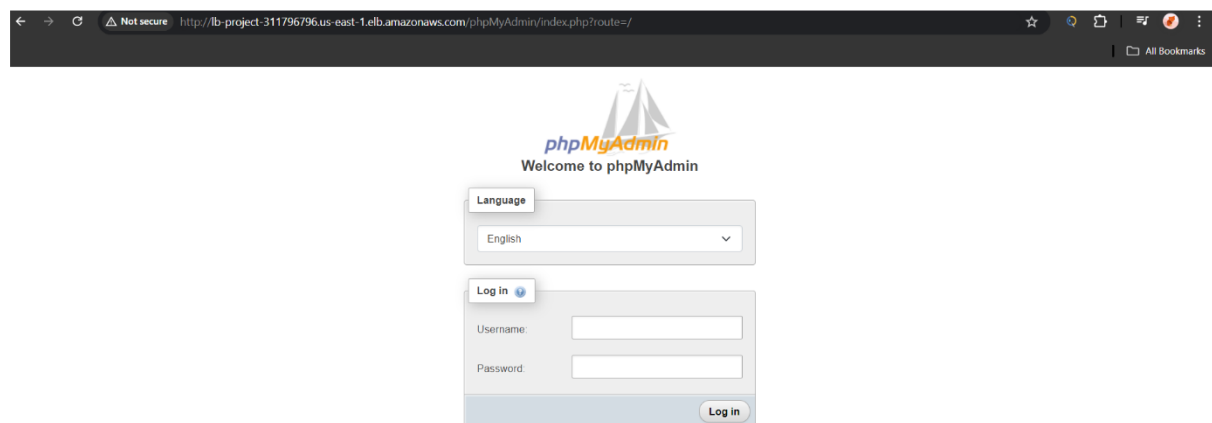 Not secure http://lb-project-311796796.us-east-1.elb.amazonaws.com/phpMyAdmin/index.php?route=/
All Bookmarks
phpMyAdmin
Welcome to phpMyAdmin
Language
English
Log in
Username:
Password:
Log in